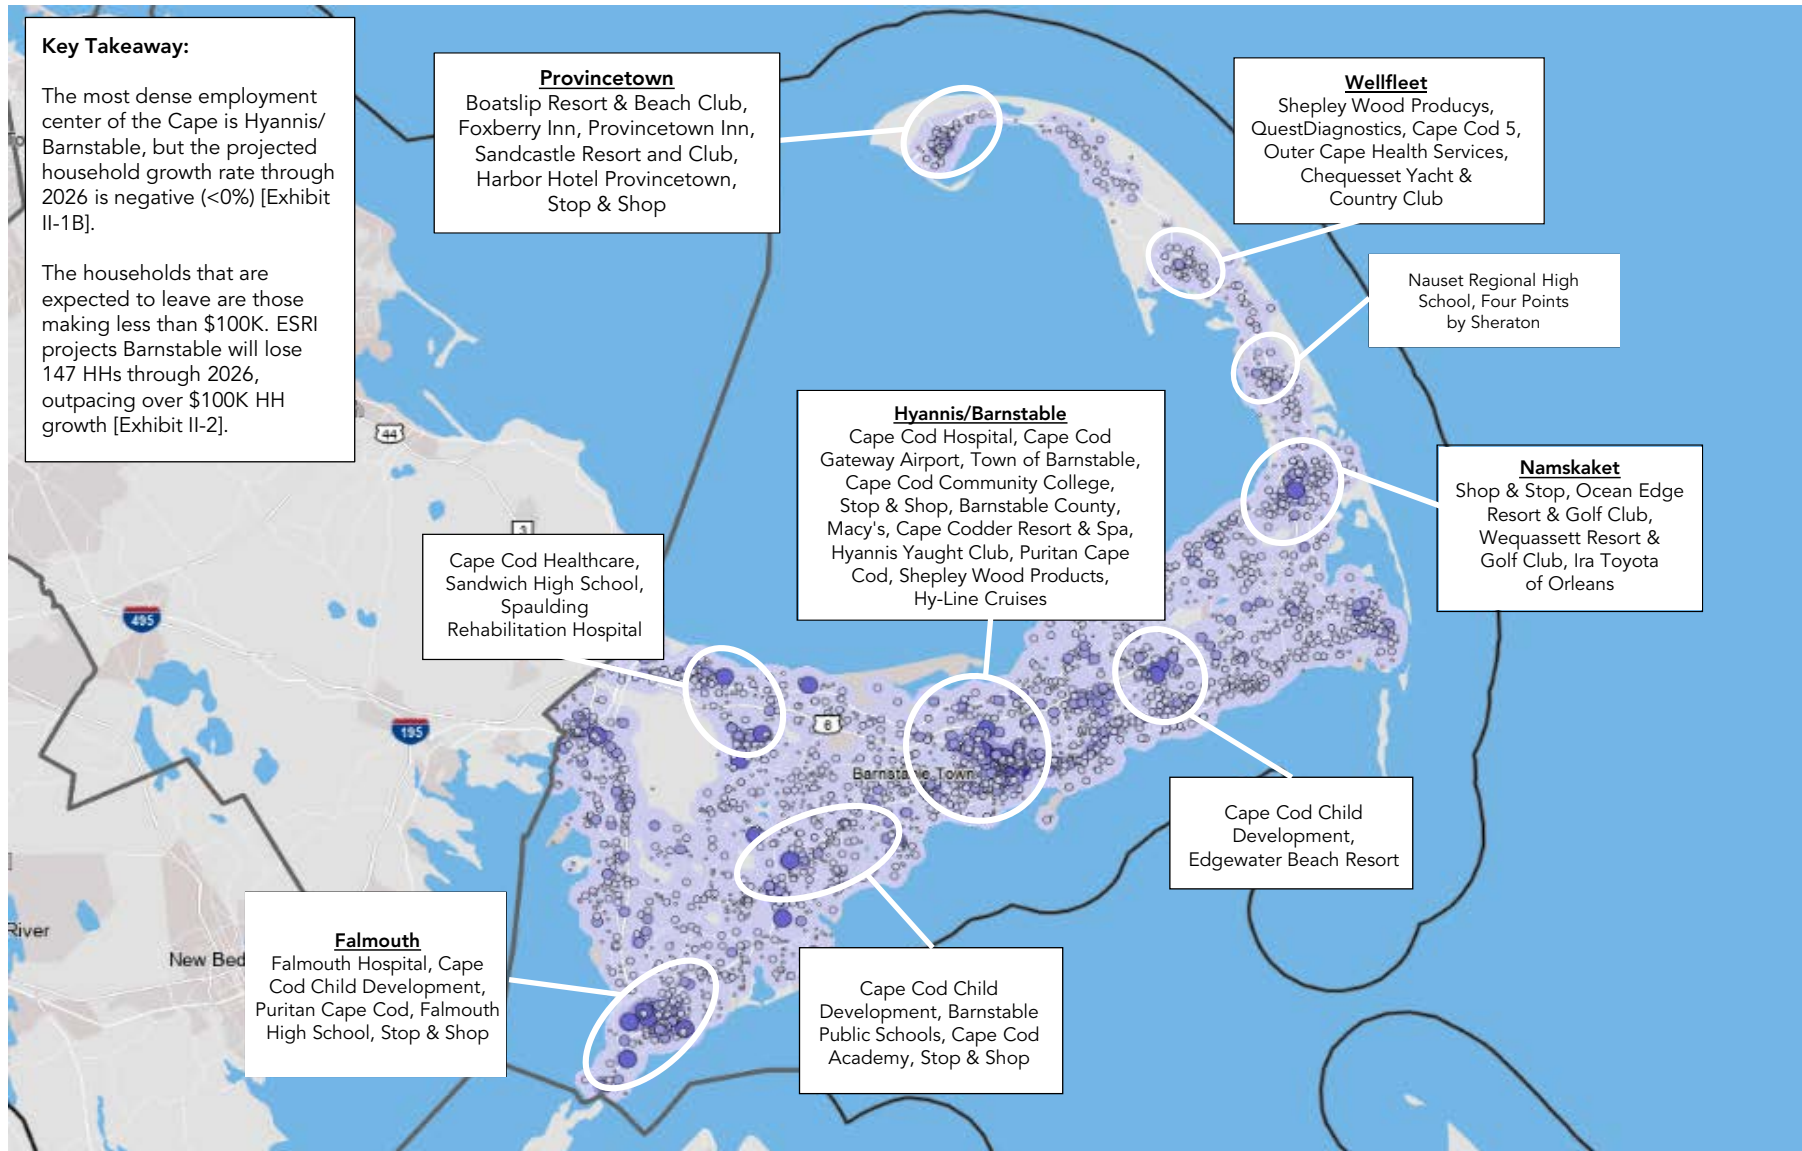 Key Takeaway:
The most dense employment
center of the Cape is Hyannis/
Barnstable, but the projected
household growth rate through
2026 is negative (<0%) [Exhibit
II-1B].
The households that are
expected to leave are those
making less than $100K. ESRI
projects Barnstable will lose
147 HHs through 2026,
outpacing over $100K HH
growth [Exhibit II-2].
Provincetown
Boatslip Resort & Beach Club,
Foxberry Inn, Provincetown Inn,
Sandcastle Resort and Club,
Harbor Hotel Provincetown,
Stop & Shop
Wellfleet
Shepley Wood Producys,
QuestDiagnostics, Cape Cod 5,
Outer Cape Health Services,
Chequesset Yacht &
Country Club
Nauset Regional High
School, Four Points
by Sheraton
Hyannis/Barnstable
Cape Cod Hospital, Cape Cod
Gateway Airport, Town of Barnstable,
Cape Cod Community College,
Stop & Shop, Barnstable County,
Macy's, Cape Codder Resort & Spa,
Hyannis Yaught Club, Puritan Cape
Cod, Shepley Wood Products,
Hy-Line Cruises
Namskaket
Shop & Stop, Ocean Edge
Resort & Golf Club,
Wequassett Resort &
Golf Club, Ira Toyota
of Orleans
44
3
Cape Cod Healthcare,
Sandwich High School,
Spaulding
Rehabilitation Hospital
495
195
6
Barnstable Town
Cape Cod Child
Development,
Edgewater Beach Resort
River
New Bed
Falmouth
Falmouth Hospital, Cape
Cod Child Development,
Puritan Cape Cod, Falmouth
High School, Stop & Shop
Cape Cod Child
Development, Barnstable
Public Schools, Cape Cod
Academy, Stop & Shop